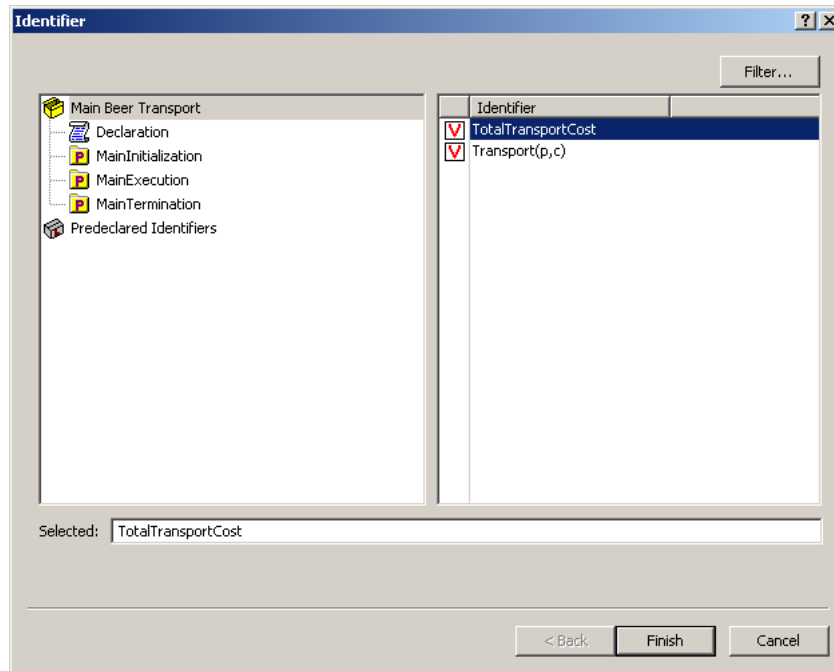 Identifier
Filter...
Main Beer Transport
Declaration
MainInitialization
MainExecution
MainTermination
Predeclared Identifiers
Identifier
V TotalTransportCost
V Transport(p,c)
Selected: TotalTransportCost
< Back Finish Cancel